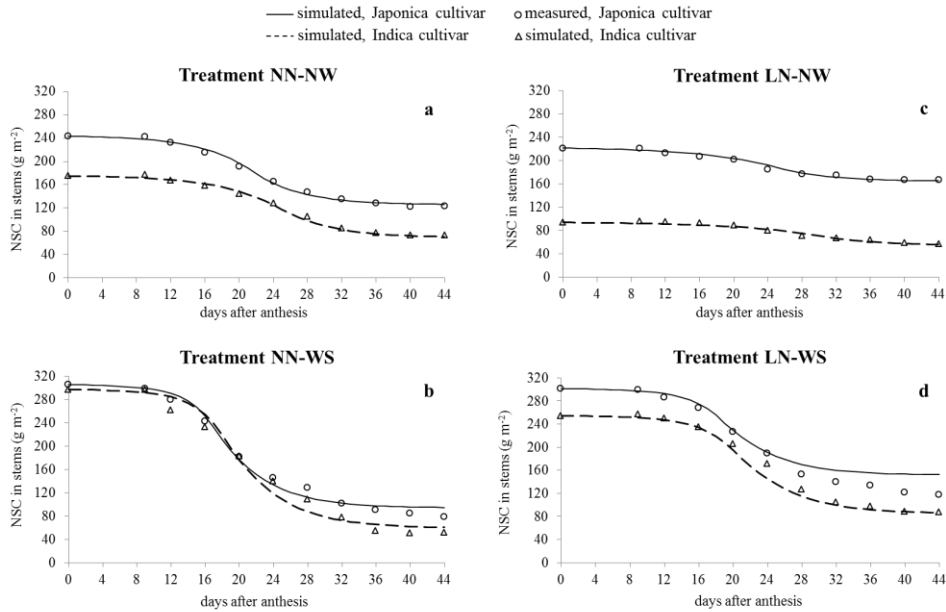 simulated, Japonica cultivar
measured, Japonica cultivar
simulated, Indica cultivar
simulated, Indica cultivar
Treatment NN-NW
a
NSC in stems (g m-2)
320
280
240
200
160
120
80
40
0
0 4 8 12 16 20 24 28 32 36 40 44
days after anthesis
Treatment LN-NW
c
NSC in stems (g m-2)
320
280
240
200
160
120
80
40
0
0 4 8 12 16 20 24 28 32 36 40 44
days after anthesis
Treatment NN-WS
b
NSC in stems (g m-2)
320
280
240
200
160
120
80
40
0
0 4 8 12 16 20 24 28 32 36 40 44
days after anthesis
Treatment LN-WS
d
NSC in stems (g m-2)
320
280
240
200
160
120
80
40
0
0 4 8 12 16 20 24 28 32 36 40 44
days after anthesis